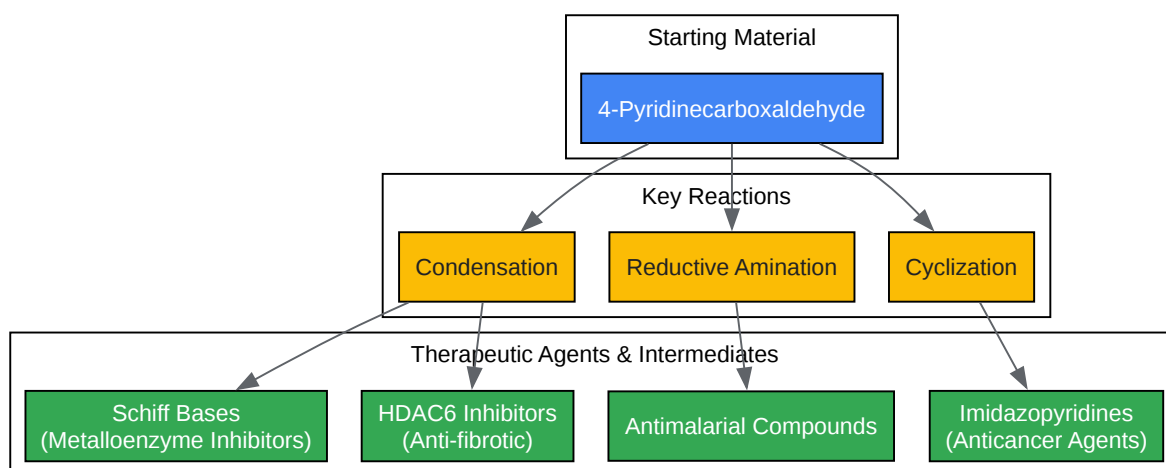 Starting Material
4-Pyridinecarboxaldehyde
Key Reactions
Condensation
Reductive Amination
Cyclization
Therapeutic Agents & Intermediates
Schiff Bases
(Metalloenzyme Inhibitors)
HDAC6 Inhibitors
(Anti-fibrotic)
Antimalarial Compounds
Imidazopyridines
(Anticancer Agents)